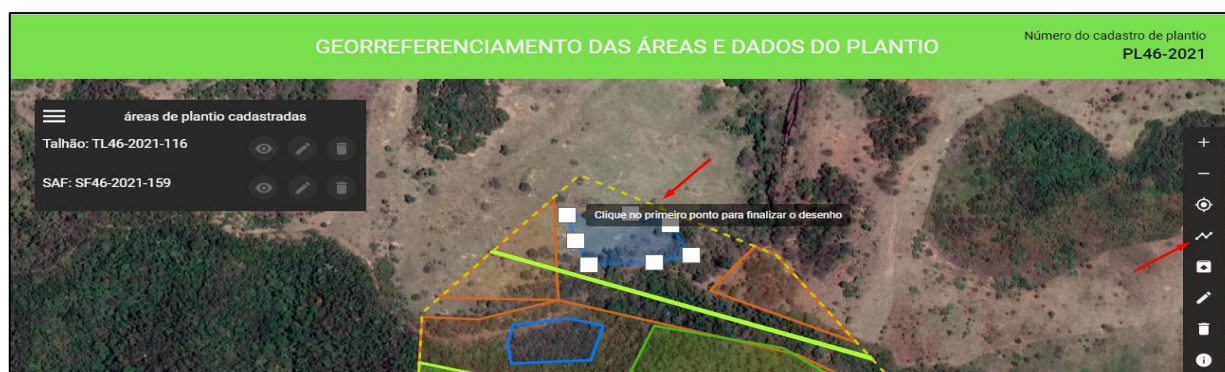 GEORREFERENCIAMENTO DAS ÁREAS E DADOS DO PLANTIO
Número do cadastro de plantio
PL46-2021
áreas de plantio cadastradas
Talhão: TL46-2021-116
SAF: SF46-2021-159
Clique no primeiro ponto para finalizar o desenho